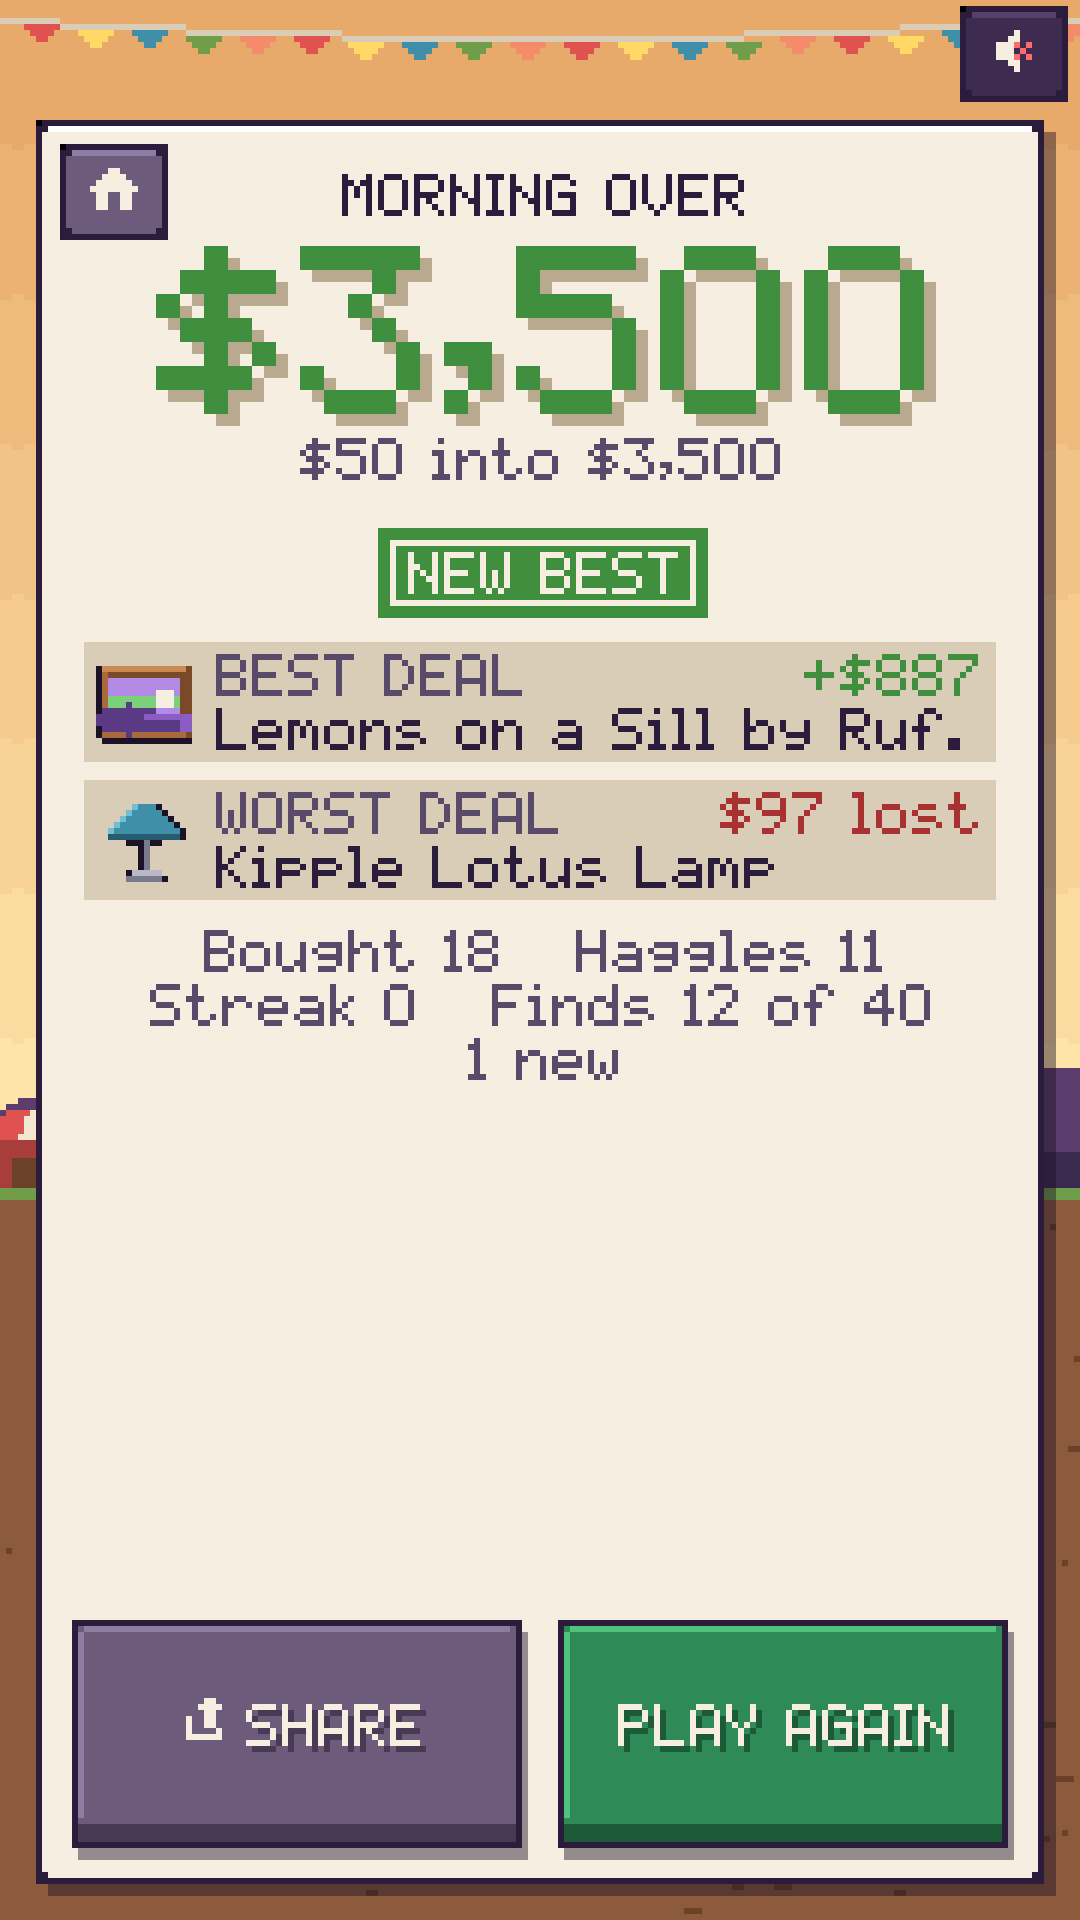 MORNING OVER
$3,500
$50 into $3,500
NEW BEST
BEST DEAL +$887
Lemons on a Sill by Ruf.
WORST DEAL $97 lost
Kipple Lotus Lamp
Bought 18 Haggles 11
Streak 0 Finds 12 of 40
1 new
SHARE PLAY AGAIN